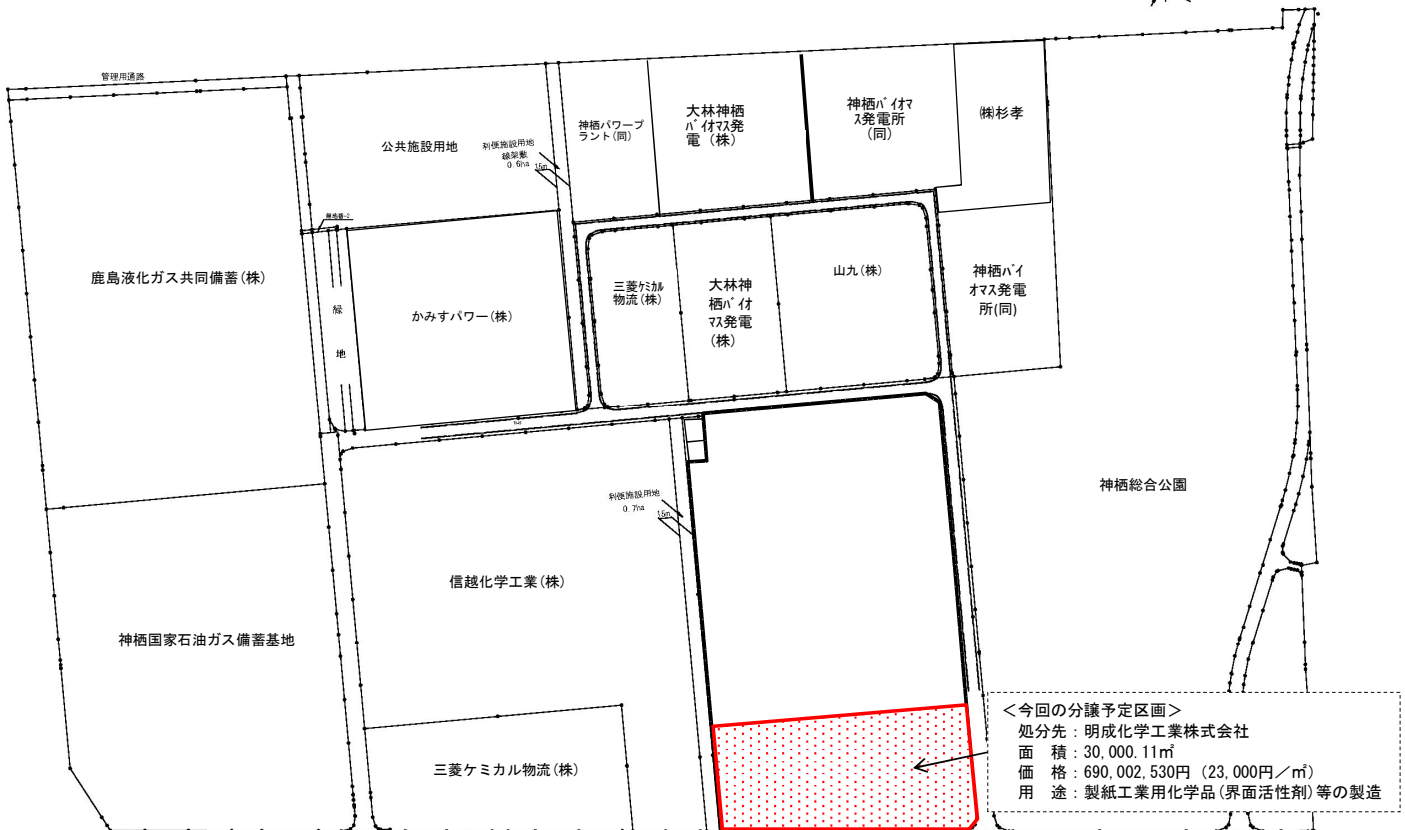 管理用通路
公共施設用地
利便施設用地
線架敷
0.6ha
15m
神栖パワープ
ラント(同)
大林神栖
バイオマス発
電（株）
神栖バイオマ
ス発電所
(同)
㈱杉孝
無地番-2
鹿島液化ガス共同備蓄(株)
緑
地
かみすパワー(株)
三菱ケミカル
物流(株)
大林神
栖バイオ
マス発電
(株)
山九(株)
神栖バイ
オマス発電
所(同)
利便施設用地
0.7ha
15m
神栖総合公園
信越化学工業(株)
神栖国家石油ガス備蓄基地
三菱ケミカル物流(株)
＜今回の分譲予定区画＞
処分先：明成化学工業株式会社
面　積：30,000.11㎡
価　格：690,002,530円（23,000円／㎡）
用　途：製紙工業用化学品(界面活性剤)等の製造